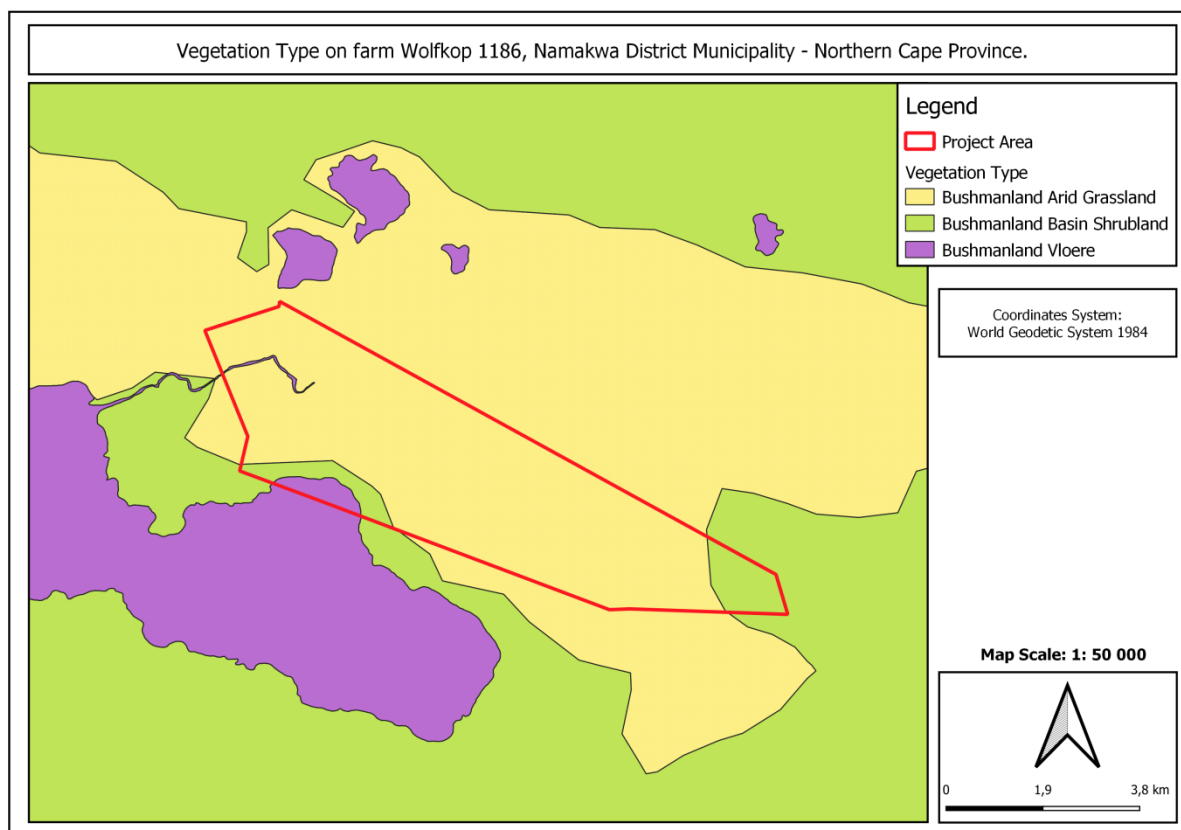 Vegetation Type on farm Wolfkop 1186, Namakwa District Municipality - Northern Cape Province.
Legend
Project Area
Vegetation Type
Bushmanland Arid Grassland
Bushmanland Basin Shrubland
Bushmanland Vloere
Coordinates System:
World Geodetic System 1984
Map Scale: 1: 50 000
0 1,9 3,8 km